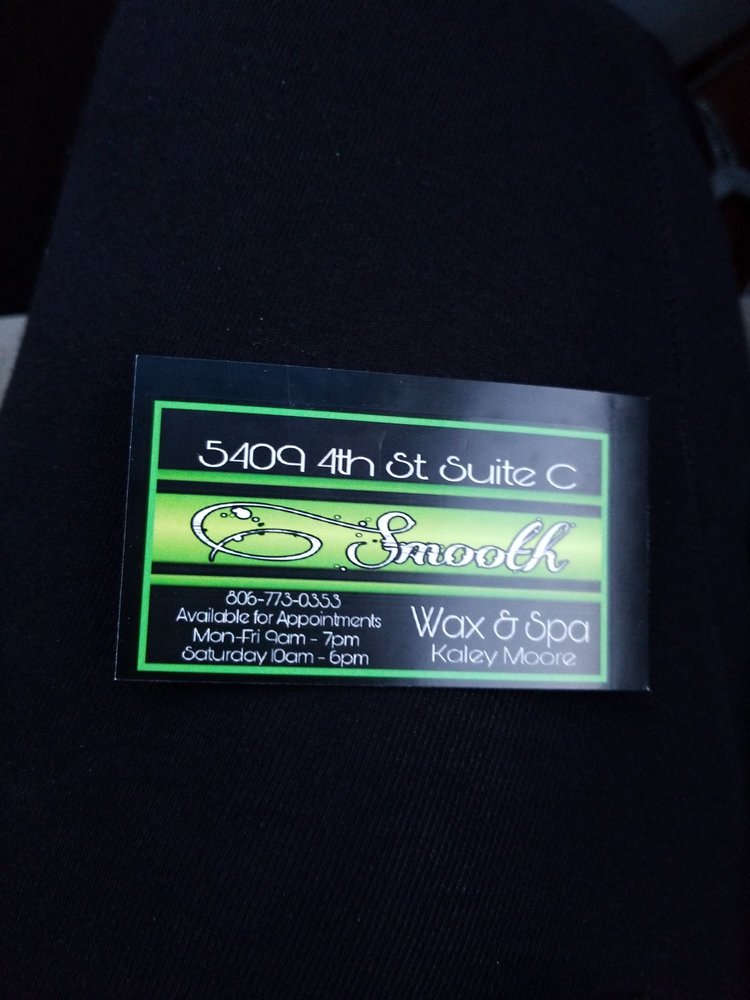 5409 4th St Suite C
Smooth
806-773-0353
Available for Appointments
Mon-Fri 9am - 7pm
Saturday 10am - 6pm
Wax & Spa
Kaley Moore